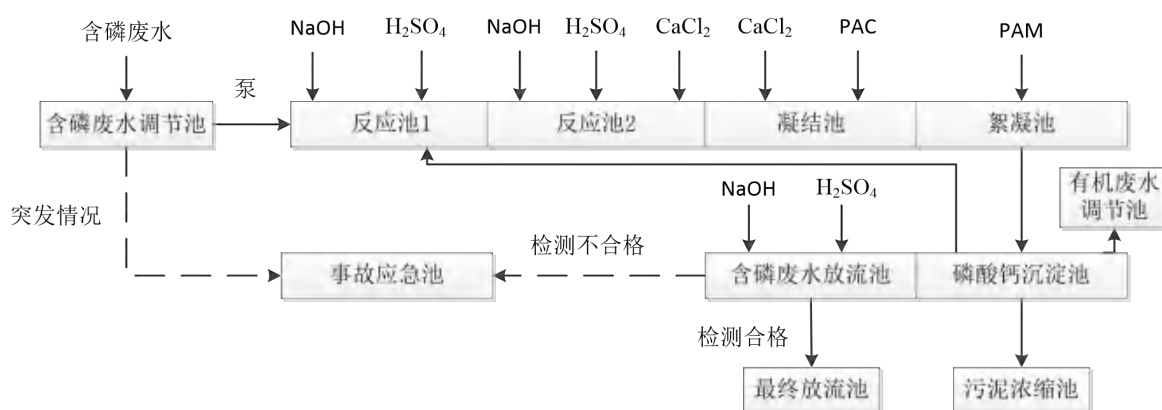 含磷废水
NaOH
H₂SO₄
NaOH
H₂SO₄
CaCl₂
CaCl₂
PAC
PAM
泵
含磷废水调节池
反应池1
反应池2
凝结池
絮凝池
突发情况
NaOH
H₂SO₄
有机废水
调节池
检测不合格
事故应急池
含磷废水放流池
磷酸钙沉淀池
检测合格
最终放流池
污泥浓缩池